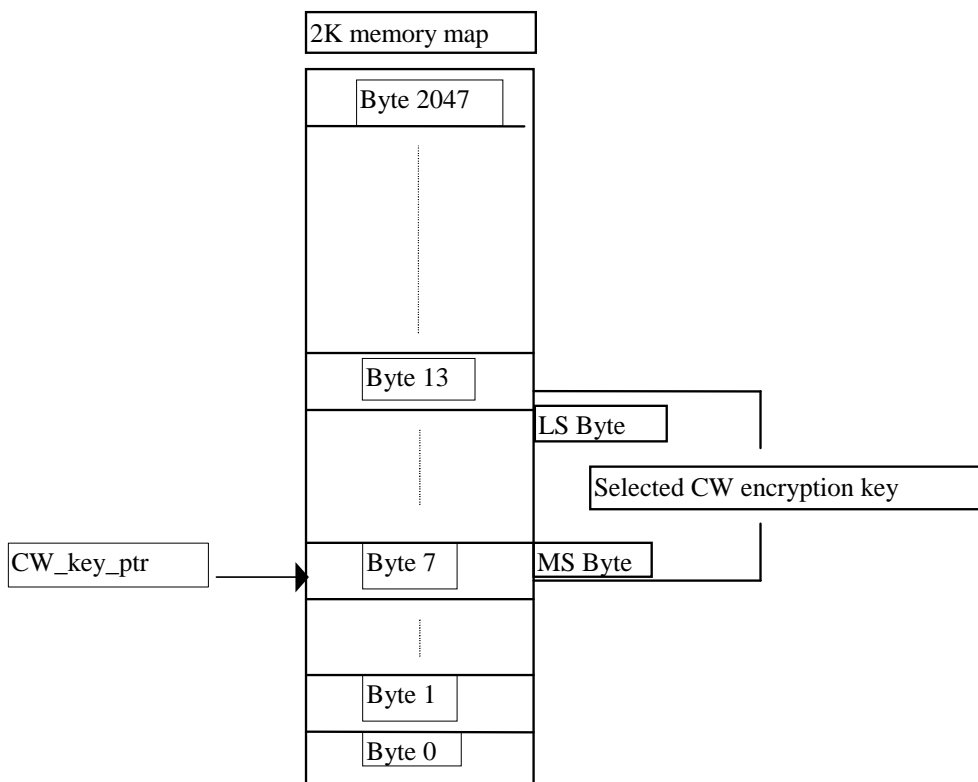 2K memory map
Byte 2047
Byte 13
LS Byte
Selected CW encryption key
CW_key_ptr
Byte 7
MS Byte
Byte 1
Byte 0